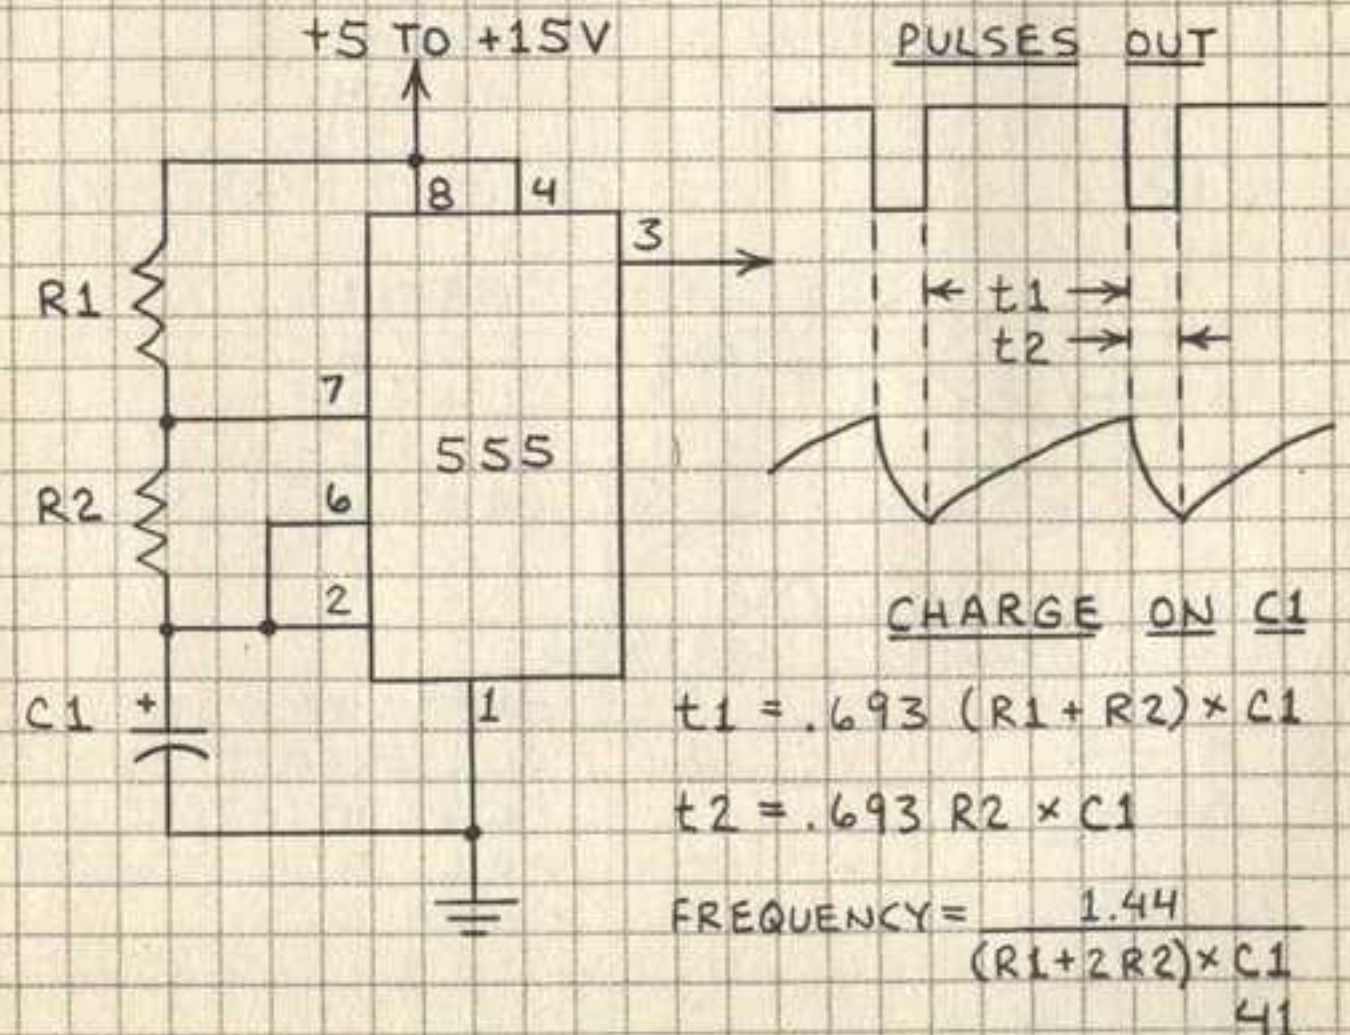 +5 TO +15V
PULSES OUT
8
4
3
R1
t1
t2
7
555
R2
6
2
CHARGE ON C1
C1 +
1
t1 = .693 (R1 + R2) × C1
t2 = .693 R2 × C1
FREQUENCY = 1.44
(R1+2R2)× C1
41